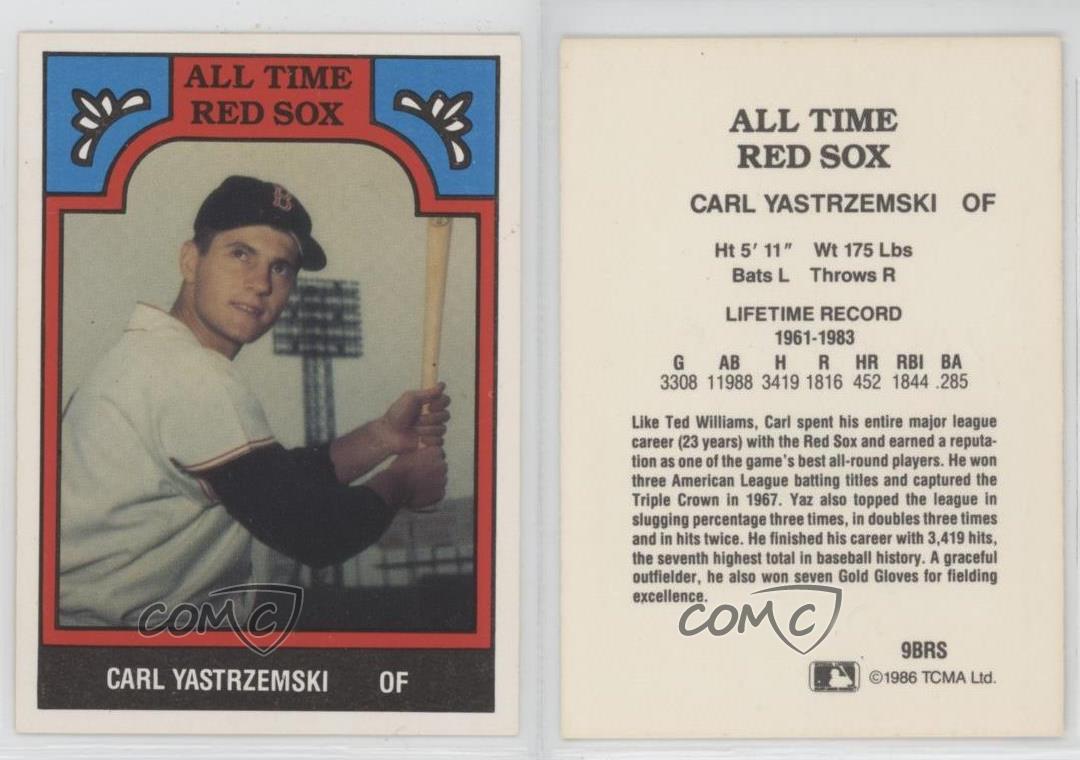 ALL TIME
RED SOX
B
CARL YASTRZEMSKI OF
COMC
ALL TIME
RED SOX
CARL YASTRZEMSKI OF
Ht 5' 11" Wt 175 Lbs
Bats L Throws R
LIFETIME RECORD
1961-1983
G AB H R HR RBI BA
3308 11988 3419 1816 452 1844 .285
Like Ted Williams, Carl spent his entire major league
career (23 years) with the Red Sox and earned a reputa-
tion as one of the game's best all-round players. He won
three American League batting titles and captured the
Triple Crown in 1967. Yaz also topped the league in
slugging percentage three times, in doubles three times
and in hits twice. He finished his career with 3,419 hits,
the seventh highest total in baseball history. A graceful
outfielder, he also won seven Gold Gloves for fielding
excellence.
COMC
9BRS
©1986 TCMA Ltd.